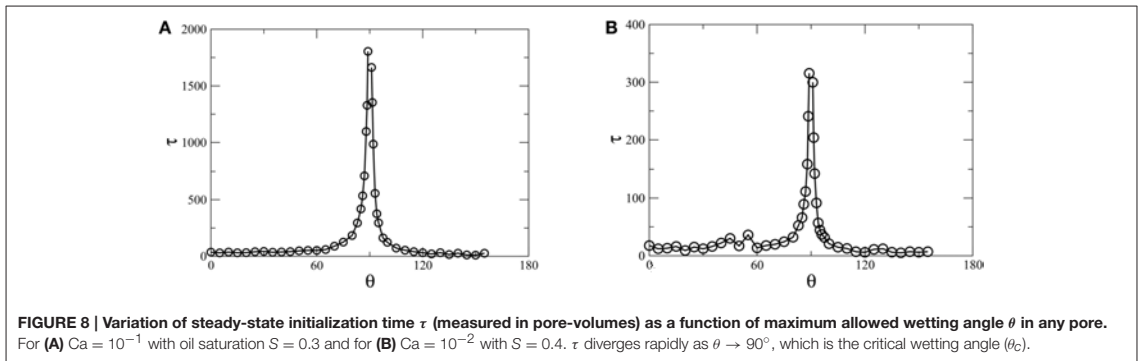 A
2000
1500
1000
500
0
τ
0
60
120
180
θ
B
400
300
200
100
0
τ
0
60
120
180
θ
FIGURE 8 | Variation of steady-state initialization time τ (measured in pore-volumes) as a function of maximum allowed wetting angle θ in any pore.
For (A) Ca = 10⁻¹ with oil saturation S = 0.3 and for (B) Ca = 10⁻² with S = 0.4. τ diverges rapidly as θ → 90°, which is the critical wetting angle (θc).